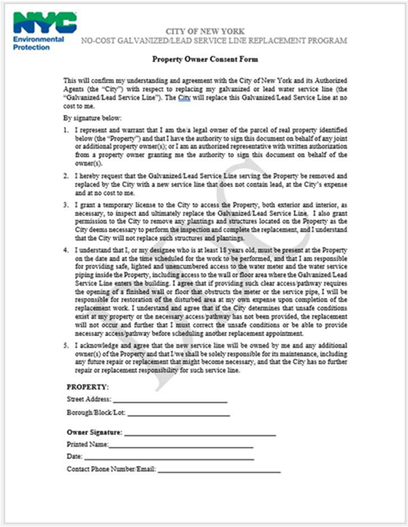 NYC
Environmental
Protection
CITY OF NEW YORK
NO-COST GALVANIZED/LEAD SERVICE LINE REPLACEMENT PROGRAM
Property Owner Consent Form
This will confirm my understanding and agreement with the City of New York and its Authorized
Agents (the “City”) with respect to replacing my galvanized or lead water service line (the
“Galvanized/Lead Service Line”). The City will replace this Galvanized/Lead Service Line at no
cost to me.
By signature below:
1. I represent and warrant that I am the/a legal owner of the parcel of real property identified
below (the “Property”) and that I have the authority to sign this document on behalf of any joint
or additional property owner(s); or I am an authorized representative with written authorization
from a property owner granting me the authority to sign this document on behalf of the
owner(s).
2. I hereby request that the Galvanized/Lead Service Line serving the Property be removed and
replaced by the City with a new service line that does not contain lead, at the City’s expense
and at no cost to me.
3. I grant a temporary license to the City to access the Property, both exterior and interior, as
necessary, to inspect and ultimately replace the Galvanized/Lead Service Line. I also grant
permission to the City to remove any plantings and structures located on the Property as the City
deems necessary to perform the inspection and complete the replacement, and I understand
that the City will not replace such structures and plantings.
4. I understand that I, or my designee who is at least 18 years old, must be present at the Property
on the date and at the time scheduled for the work to be performed, and that I am responsible
for providing safe, lighted and unencumbered access to the water meter and the water service
piping inside the Property, including access to the wall or floor area where the Galvanized/Lead
Service Line enters the building. I agree that if providing such clear access/pathway requires
the opening of a finished wall or floor that obstructs the meter or the service pipe, I will be
responsible for restoration of the disturbed area at my own expense upon completion of the
replacement work. I understand and agree that if the City determines that unsafe conditions
exist at my property or the necessary access/pathway has not been provided, the replacement
will not occur and further that I must correct the unsafe conditions or be able to provide
necessary access/pathway before scheduling another replacement appointment.
5. I acknowledge and agree that the new service line will be owned by me and any additional
owner(s) of the Property and that I/we shall be solely responsible for its maintenance, including
any future repair or replacement that might become necessary, and that the City has no further
repair or replacement responsibility for such service line.
PROPERTY:
Street Address:
Borough/Block/Lot:
Owner Signature:
Printed Name:
Date:
Contact Phone Number/Email: